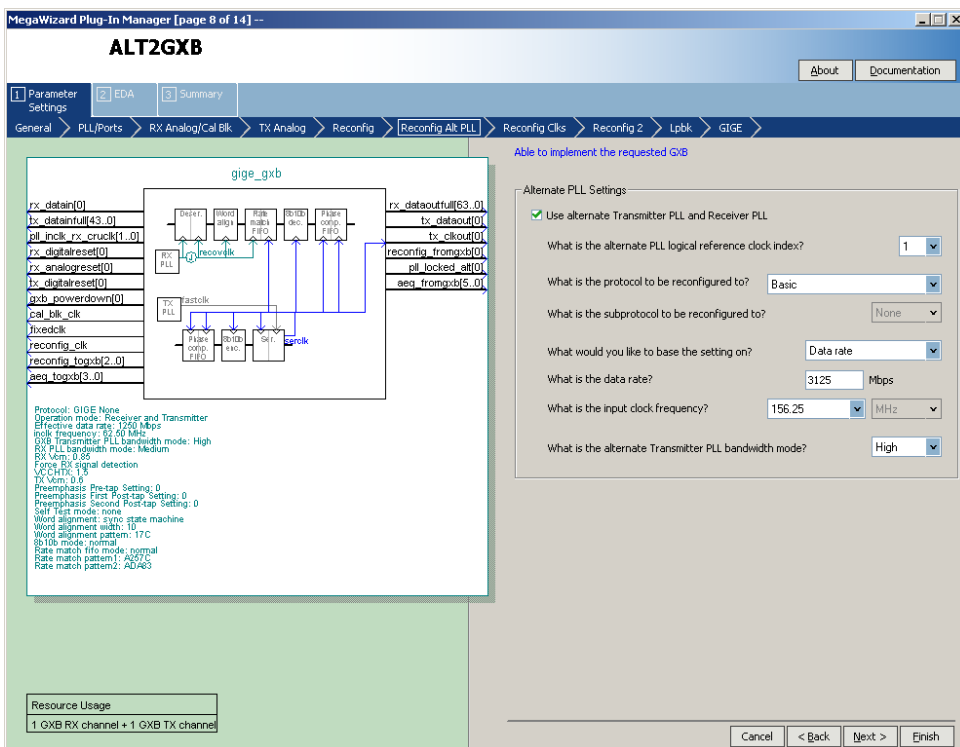 MegaWizard Plug-In Manager [page 8 of 14] --
ALT2GXB
About
Documentation
1 Parameter Settings
2 EDA
3 Summary
General
PLL/Ports
RX Analog/Cal Blk
TX Analog
Reconfig
Reconfig Alt PLL
Reconfig Clks
Reconfig 2
Lpbk
GIGE
gige_gxb
rx_datain[0]
tx_datainfull[43..0]
pll_inclk_rx_cruclk[1..0]
rx_digitalreset[0]
rx_analogreset[0]
tx_digitalreset[0]
gxb_powerdown[0]
cal_blk_clk
fixedclk
reconfig_clk
reconfig_togxb[2..0]
aeq_togxb[3..0]
Deser.
Word align
Rate match FIFO
8b10b dec.
Phase comp. FIFO
RX PLL
recovclk
TX PLL
fastclk
Phase comp. FIFO
8b10b enc.
Ser.
serclk
rx_dataoutfull[63..0]
tx_dataout[0]
tx_clkout[0]
reconfig_fromgxb[0]
pll_locked_alt[0]
aeq_fromgxb[5..0]
Protocol: GIGE None
Operation mode: Receiver and Transmitter
Effective data rate: 1250 Mbps
inclk frequency: 62.50 MHz
GXB Transmitter PLL bandwidth mode: High
RX PLL bandwidth mode: Medium
RX Vcm: 0.85
Force RX signal detection
VCCHTX: 1.5
TX Vcm: 0.6
Preemphasis Pre-tap Setting: 0
Preemphasis First Post-tap Setting: 0
Preemphasis Second Post-tap Setting: 0
Self Test mode: none
Word alignment: sync state machine
Word alignment width: 10
Word alignment pattern: 17C
8b10b mode: normal
Rate match fifo mode: normal
Rate match pattern1: A257C
Rate match pattern2: ADA83
Resource Usage
1 GXB RX channel + 1 GXB TX channel
Able to implement the requested GXB
Alternate PLL Settings
Use alternate Transmitter PLL and Receiver PLL
What is the alternate PLL logical reference clock index? 1
What is the protocol to be reconfigured to? Basic
What is the subprotocol to be reconfigured to? None
What would you like to base the setting on? Data rate
What is the data rate? 3125 Mbps
What is the input clock frequency? 156.25 MHz
What is the alternate Transmitter PLL bandwidth mode? High
Cancel
< Back
Next >
Finish